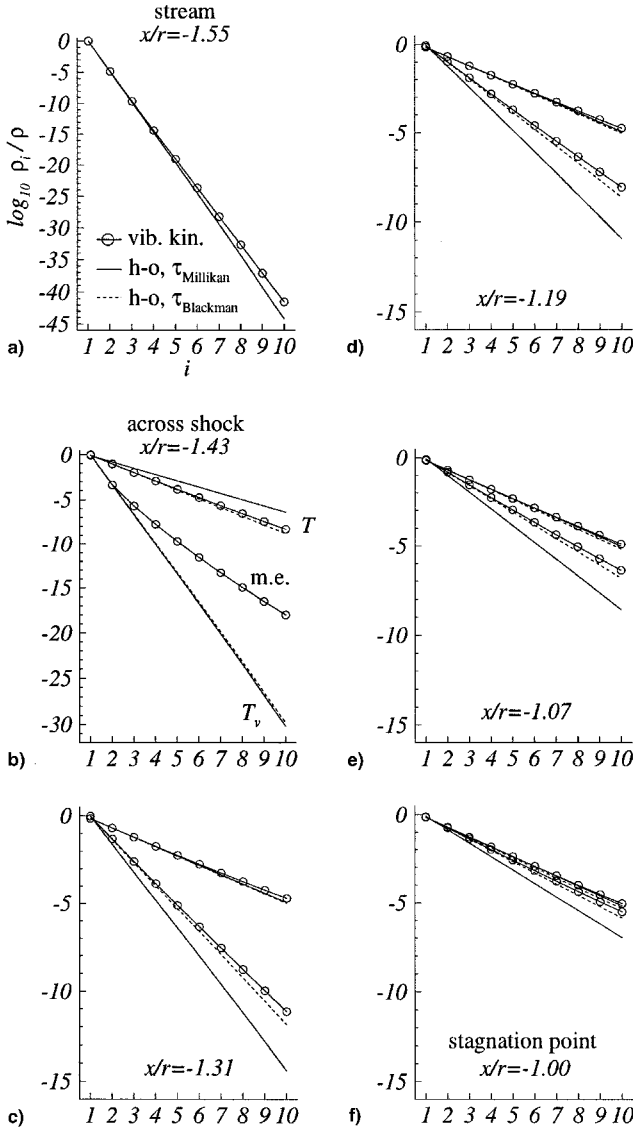 stream
x/r=-1.55
0
-5
-10
-15
-20
-25
-30
-35
-40
-45
log₁₀ ρᵢ / ρ
vib. kin.
h-o, τ_Millikan
h-o, τ_Blackman
1 2 3 4 5 6 7 8 9 10
a)
i
0
-5
-10
-15
x/r=-1.19
d) 1 2 3 4 5 6 7 8 9 10
across shock
x/r=-1.43
0
-5
-10
-15
-20
-25
-30
T
m.e.
T_v
b) 1 2 3 4 5 6 7 8 9 10
0
-5
-10
-15
x/r=-1.07
e) 1 2 3 4 5 6 7 8 9 10
0
-5
-10
-15
x/r=-1.31
c) 1 2 3 4 5 6 7 8 9 10
0
-5
-10
-15
stagnation point
x/r=-1.00
f) 1 2 3 4 5 6 7 8 9 10